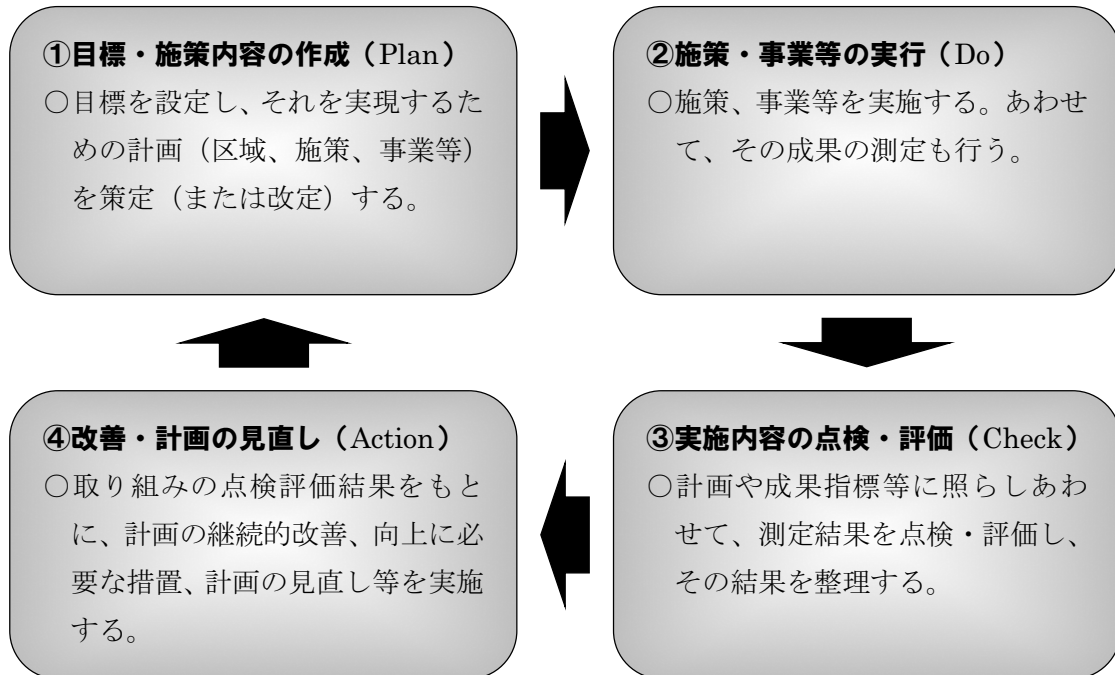 ①目標・施策内容の作成（Plan）
○目標を設定し、それを実現するた
めの計画（区域、施策、事業等）
を策定（または改定）する。
②施策・事業等の実行（Do）
○施策、事業等を実施する。あわせ
て、その成果の測定も行う。
③実施内容の点検・評価（Check）
○計画や成果指標等に照らしあわ
せて、測定結果を点検・評価し、
その結果を整理する。
④改善・計画の見直し（Action）
○取り組みの点検評価結果をもと
に、計画の継続的改善、向上に必
要な措置、計画の見直し等を実施
する。